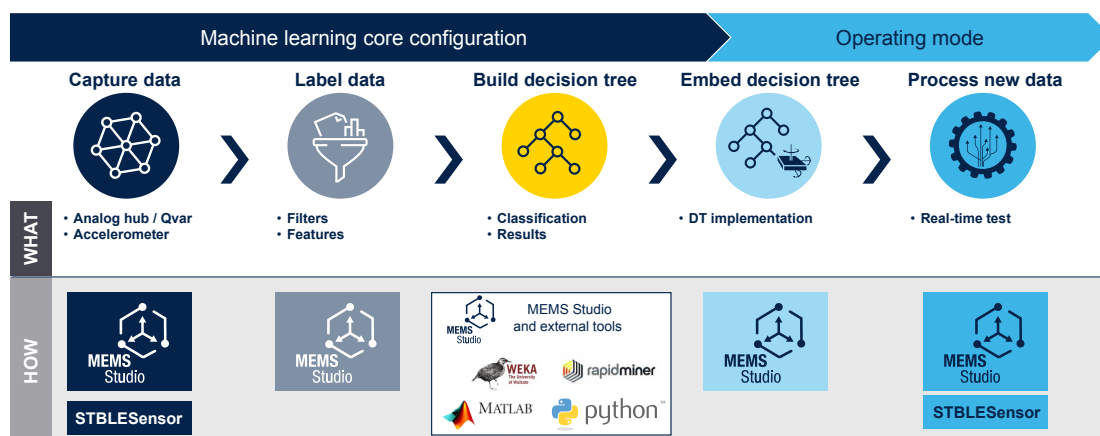 Machine learning core configuration
Operating mode
Capture data
Label data
Build decision tree
Embed decision tree
Process new data
WHAT
• Analog hub / Qvar
• Accelerometer
• Filters
• Features
• Classification
• Results
• DT implementation
• Real-time test
HOW
MEMS
Studio
STBLESensor
MEMS
Studio
MEMS
Studio
MEMS Studio
and external tools
WEKA
The University
of Waikato
rapidminer
MATLAB
python™
MEMS
Studio
MEMS
Studio
STBLESensor